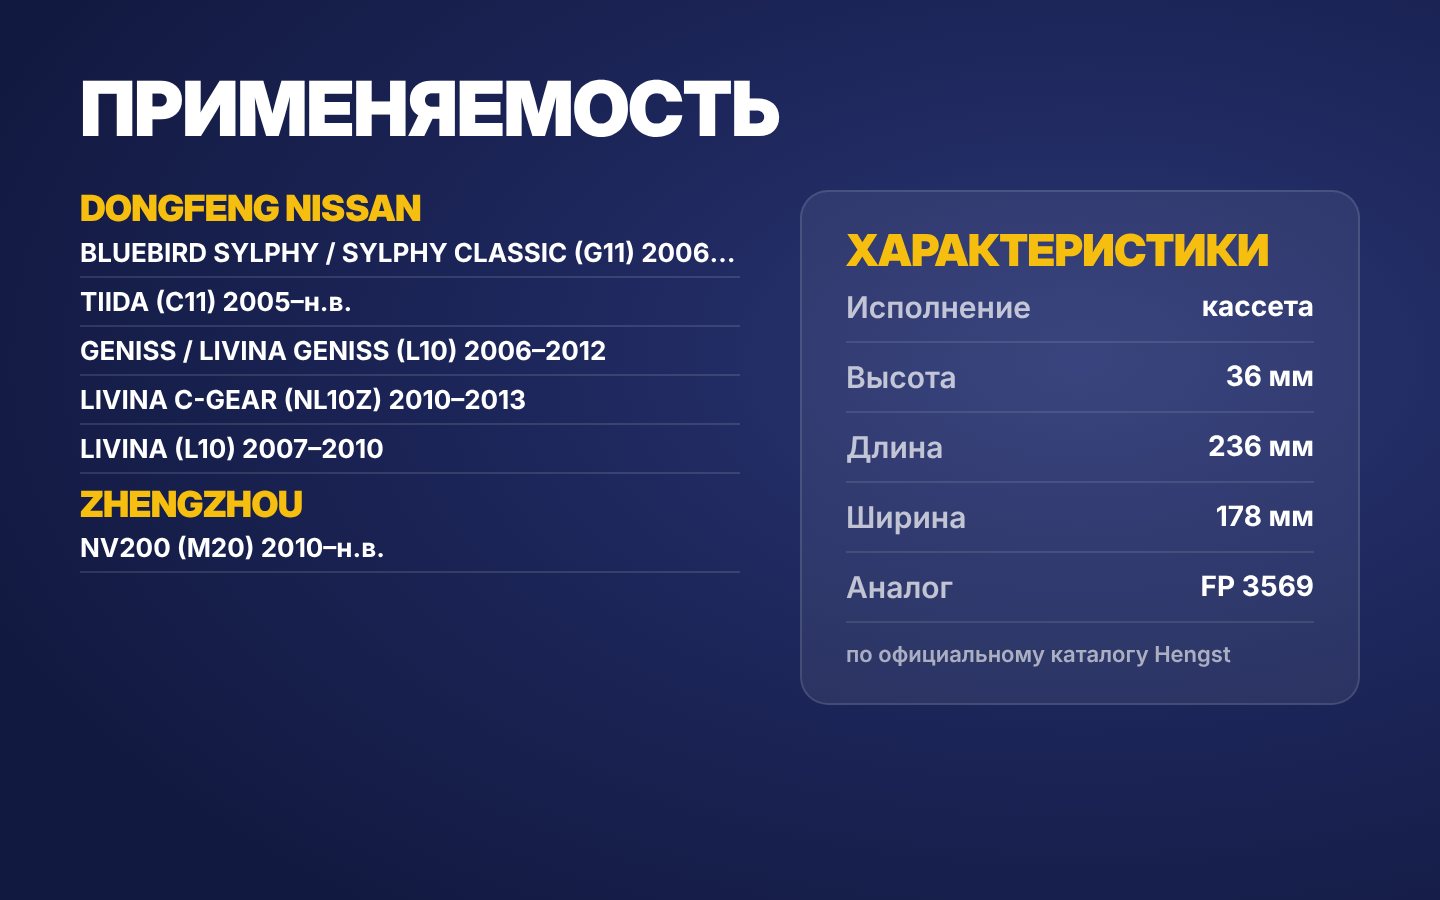 ПРИМЕНЯЕМОСТЬ
DONGFENG NISSAN
BLUEBIRD SYLPHY / SYLPHY CLASSIC (G11) 2006...
TIIDA (C11) 2005–н.в.
GENISS / LIVINA GENISS (L10) 2006–2012
LIVINA C-GEAR (NL10Z) 2010–2013
LIVINA (L10) 2007–2010
ZHENGZHOU
NV200 (M20) 2010–н.в.
ХАРАКТЕРИСТИКИ
Исполнение кассета
Высота 36 мм
Длина 236 мм
Ширина 178 мм
Аналог FP 3569
по официальному каталогу Hengst